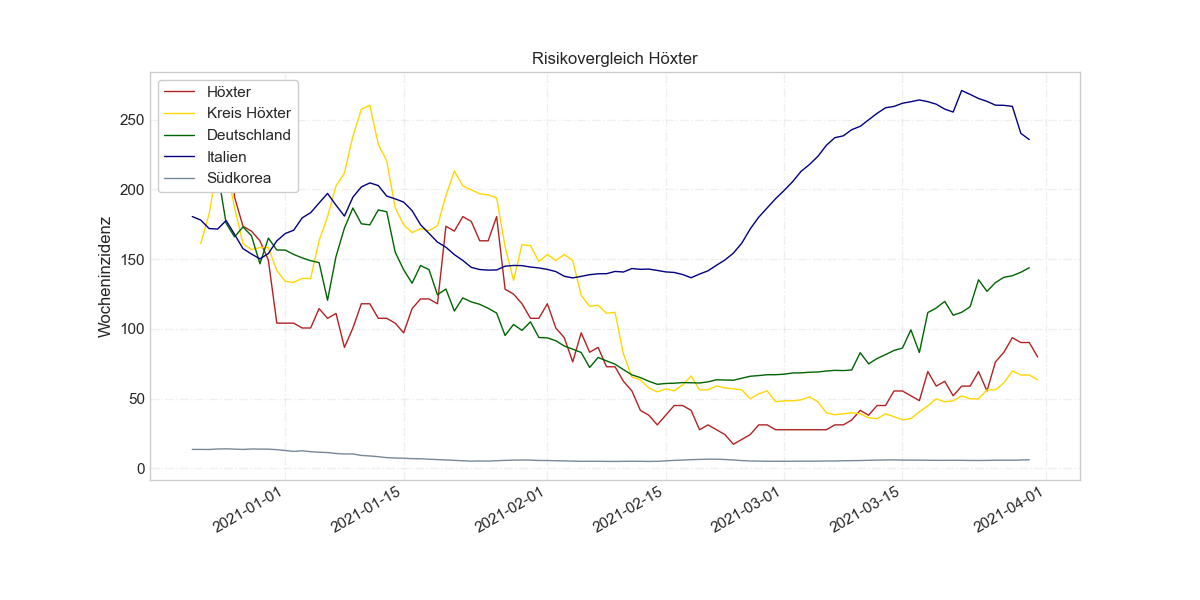 Risikovergleich Höxter
Höxter
Kreis Höxter
Deutschland
Italien
Südkorea
Wocheninzidenz
250
200
150
100
50
0
2021-01-01
2021-01-15
2021-02-01
2021-02-15
2021-03-01
2021-03-15
2021-04-01